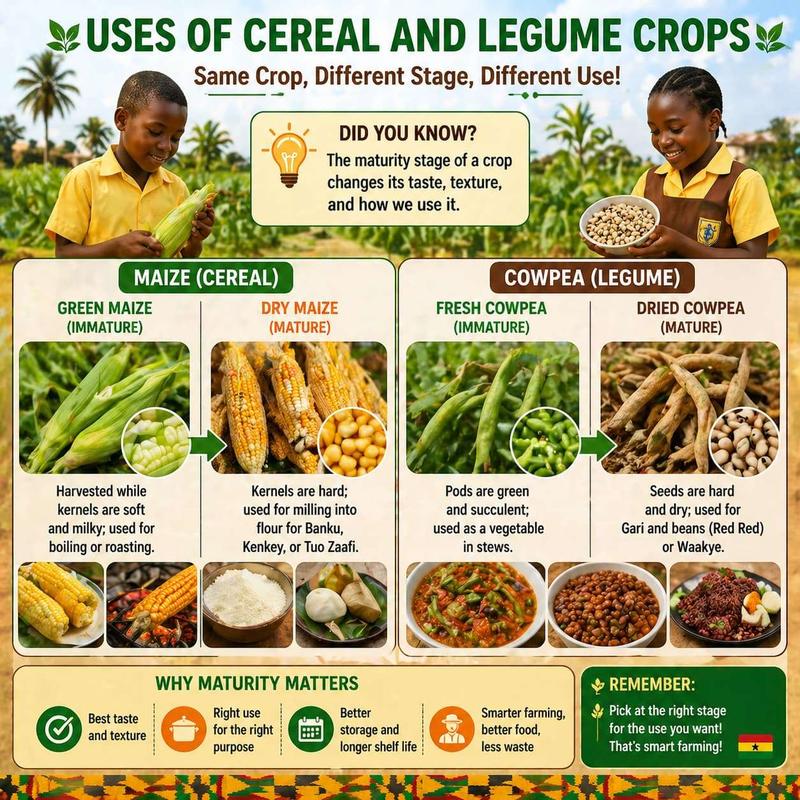 USES OF CEREAL AND LEGUME CROPS
Same Crop, Different Stage, Different Use!
DID YOU KNOW?
The maturity stage of a crop
changes its taste, texture,
and how we use it.
MAIZE (CEREAL)
GREEN MAIZE
(IMMATURE)
Harvested while
kernels are soft
and milky; used for
boiling or roasting.
DRY MAIZE
(MATURE)
Kernels are hard;
used for milling into
flour for Banku,
Kenkey, or Tuo Zaafi.
COWPEA (LEGUME)
FRESH COWPEA
(IMMATURE)
Pods are green
and succulent;
used as a vegetable
in stews.
DRIED COWPEA
(MATURE)
Seeds are hard
and dry; used for
Gari and beans (Red Red)
or Waakye.
WHY MATURITY MATTERS
Best taste
and texture
Right use
for the right
purpose
Better
storage and
longer shelf life
Smarter farming,
better food,
less waste
REMEMBER:
Pick at the right stage
for the use you want!
That's smart farming!